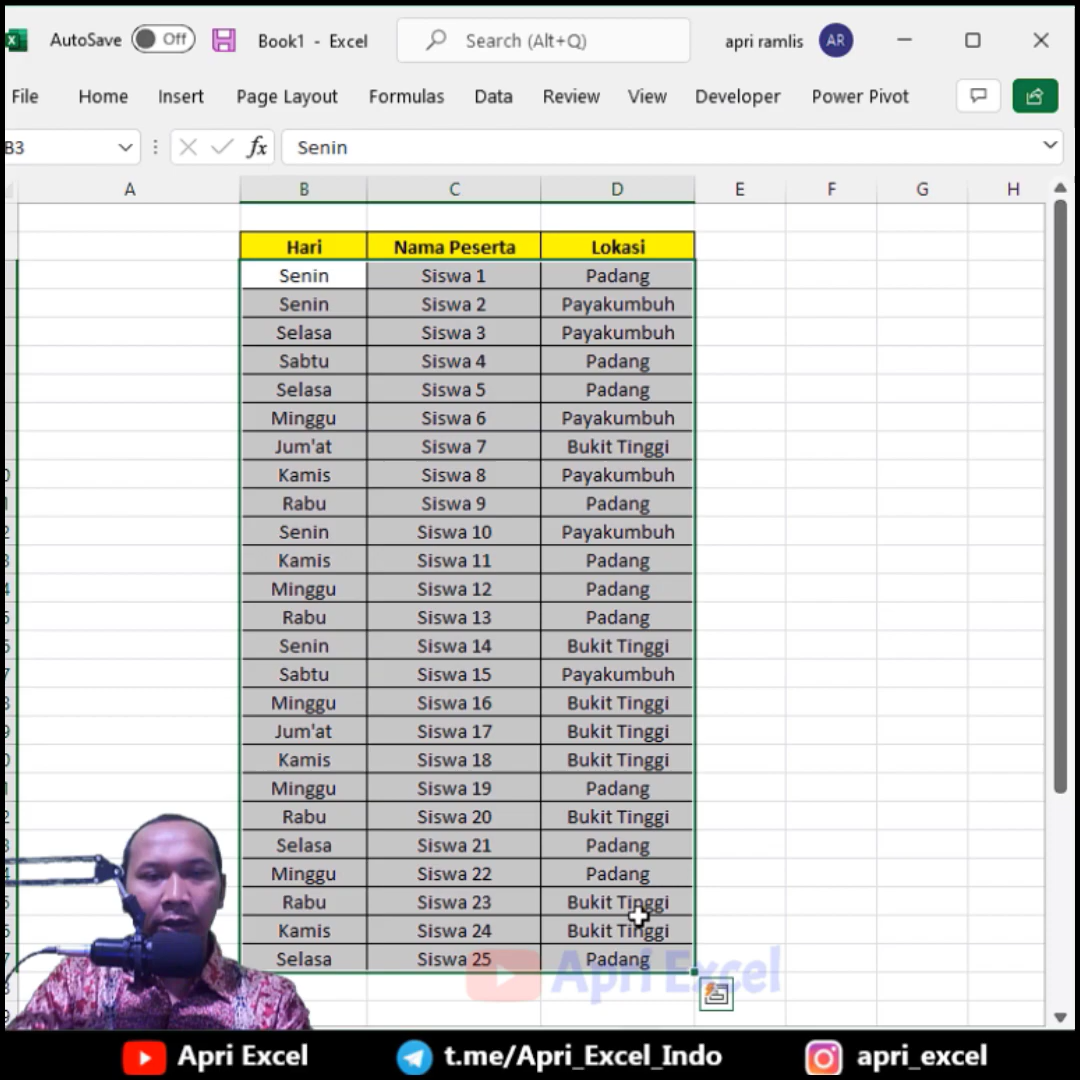 AutoSave Off Book1 - Excel Search (Alt+Q) apri ramlis AR
File Home Insert Page Layout Formulas Data Review View Developer Power Pivot
B3 fx Senin
A B C D E F G H
Hari Nama Peserta Lokasi
Senin Siswa 1 Padang
Senin Siswa 2 Payakumbuh
Selasa Siswa 3 Payakumbuh
Sabtu Siswa 4 Padang
Selasa Siswa 5 Padang
Minggu Siswa 6 Payakumbuh
Jum'at Siswa 7 Bukit Tinggi
Kamis Siswa 8 Payakumbuh
Rabu Siswa 9 Padang
Senin Siswa 10 Payakumbuh
Kamis Siswa 11 Padang
Minggu Siswa 12 Padang
Rabu Siswa 13 Padang
Senin Siswa 14 Bukit Tinggi
Sabtu Siswa 15 Payakumbuh
Minggu Siswa 16 Bukit Tinggi
Jum'at Siswa 17 Bukit Tinggi
Kamis Siswa 18 Bukit Tinggi
Minggu Siswa 19 Padang
Rabu Siswa 20 Bukit Tinggi
Selasa Siswa 21 Padang
Minggu Siswa 22 Padang
Rabu Siswa 23 Bukit Tinggi
Kamis Siswa 24 Bukit Tinggi
Selasa Siswa 25 Padang
Apri Excel
Apri Excel t.me/Apri_Excel_Indo apri_excel